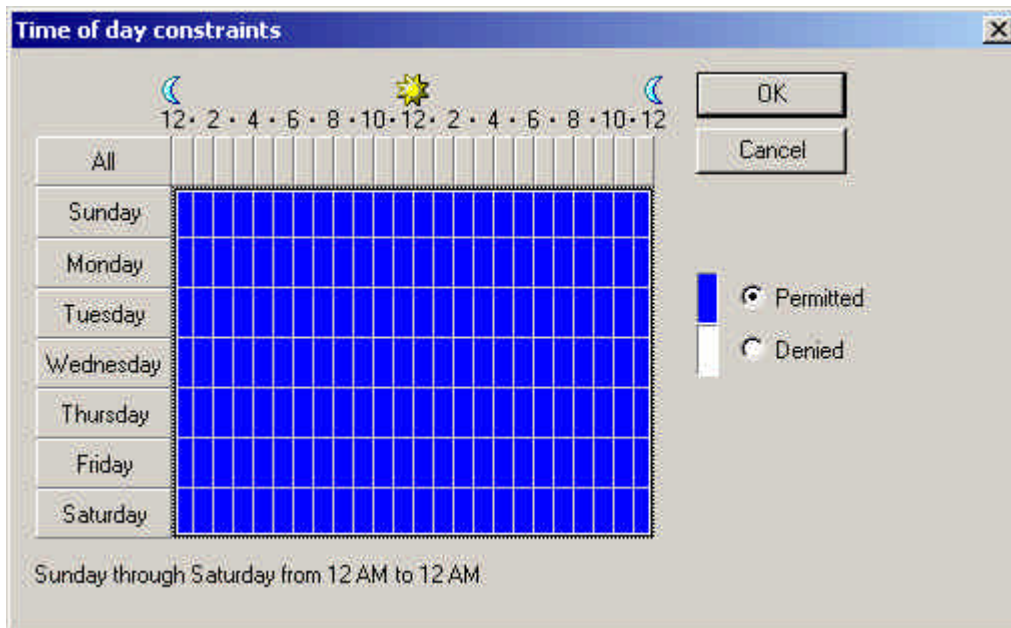 Time of day constraints
OK
12 · 2 · 4 · 6 · 8 · 10 · 12 · 2 · 4 · 6 · 8 · 10 · 12
Cancel
All
Sunday
Monday
Tuesday
Permitted
Wednesday
Denied
Thursday
Friday
Saturday
Sunday through Saturday from 12 AM to 12 AM